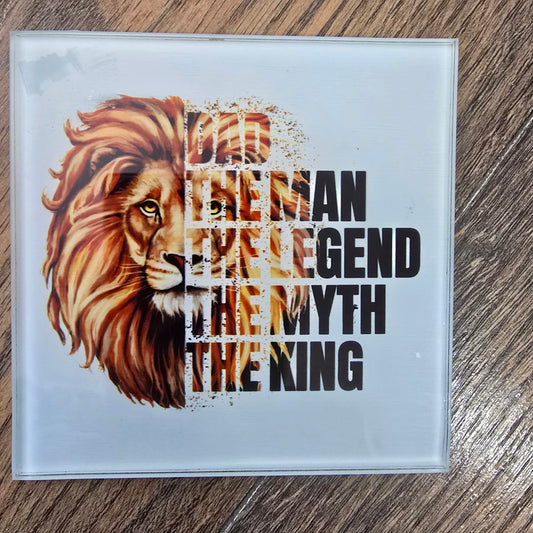 DAD
THE MAN
THE LEGEND
THE MYTH
THE KING